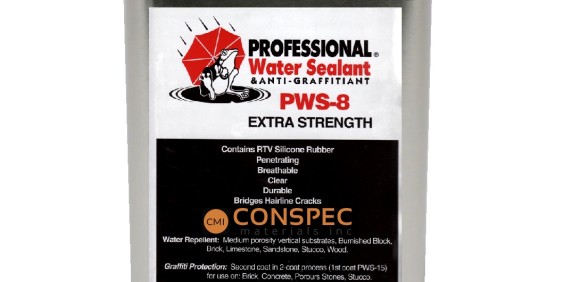 PROFESSIONAL®
Water Sealant
& ANTI-GRAFFITIANT
PWS-8
EXTRA STRENGTH
Contains RTV Silicone Rubber
Penetrating
Breathable
Clear
Durable
Bridges Hairline Cracks
CMI CONSPEC
materials inc
Water Repellent: Medium porosity vertical substrates, Burnished Block,
Brick, Limestone, Sandstone, Stucco, Wood.
Graffiti Protection: Second coat in 2-coat process (1st coat PWS-15)
for use on: Brick, Concrete, Porours Stones, Stucco.